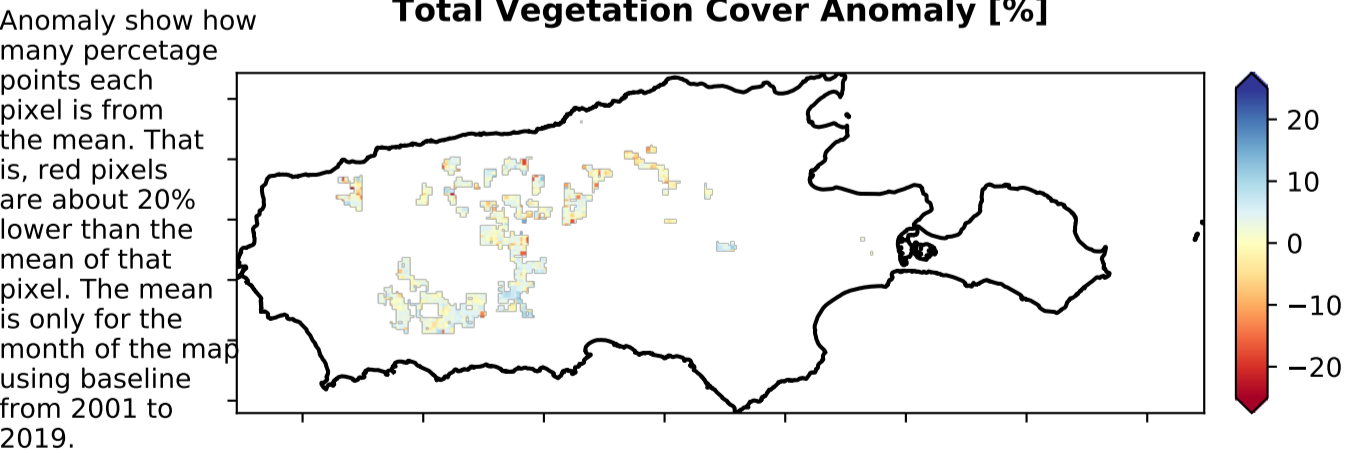 Total Vegetation Cover Anomaly [%]
Anomaly show how
many percetage
points each
pixel is from
the mean. That
is, red pixels
are about 20%
lower than the
mean of that
pixel. The mean
is only for the
month of the map
using baseline
from 2001 to
2019.
20
10
0
−10
−20